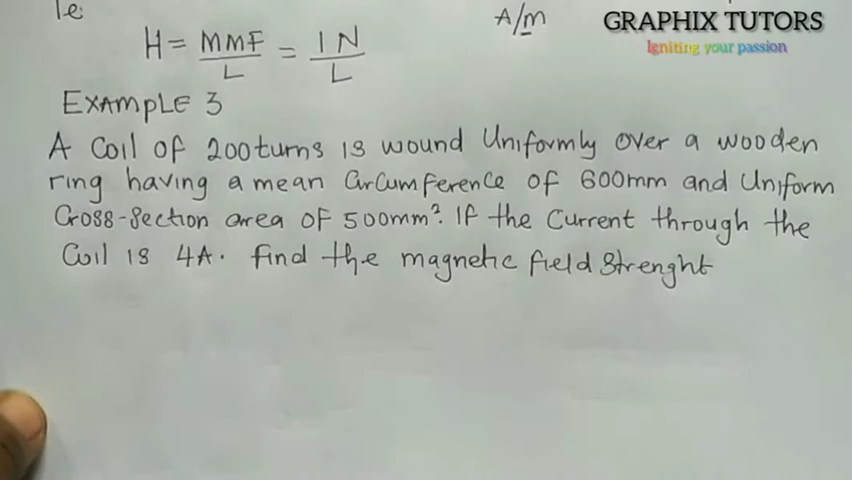 Ie
A/m
GRAPHIX TUTORS
Igniting your passion
H = MMF/L = IN/L
EXAMPLE 3
A Coil of 200turns is wound Uniformly over a wooden
ring having a mean Circumference of 600mm and Uniform
Cross-Section area of 500mm². If the Current through the
Coil is 4A. find the magnetic field Strenght